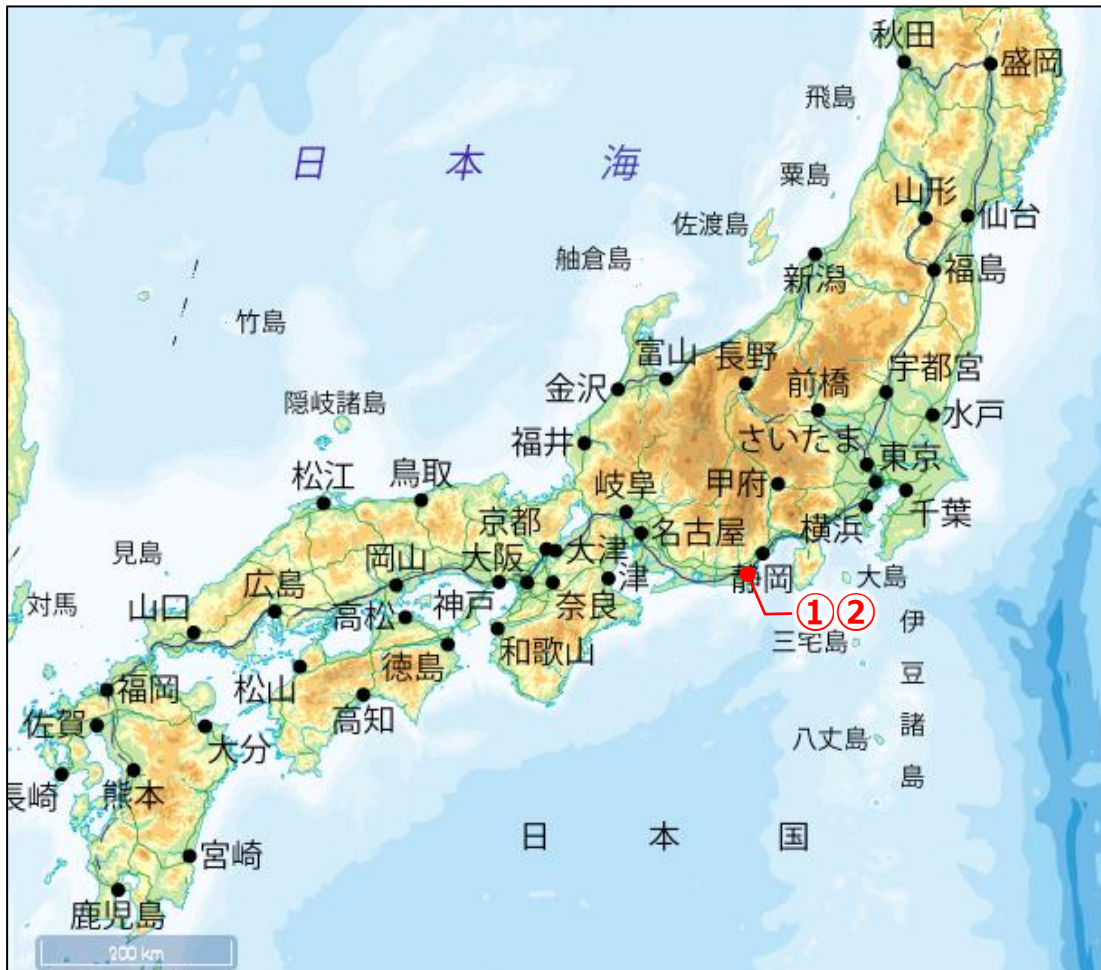 秋田
盛岡
飛島
日本海
粟島
山形
仙台
佐渡島
舳倉島
新潟
福島
竹島
富山
長野
前橋
宇都宮
金沢
水戸
隠岐諸島
さいたま
東京
福井
松江
鳥取
岐阜
甲府
千葉
京都
名古屋
横浜
見島
岡山
大阪
大津
静岡
大島
対馬
山口
広島
高松
神戸
奈良
津
①②
伊豆諸島
三宅島
徳島
和歌山
福岡
松山
佐賀
高知
大分
八丈島
長崎
熊本
日本国
宮崎
鹿児島
200 km